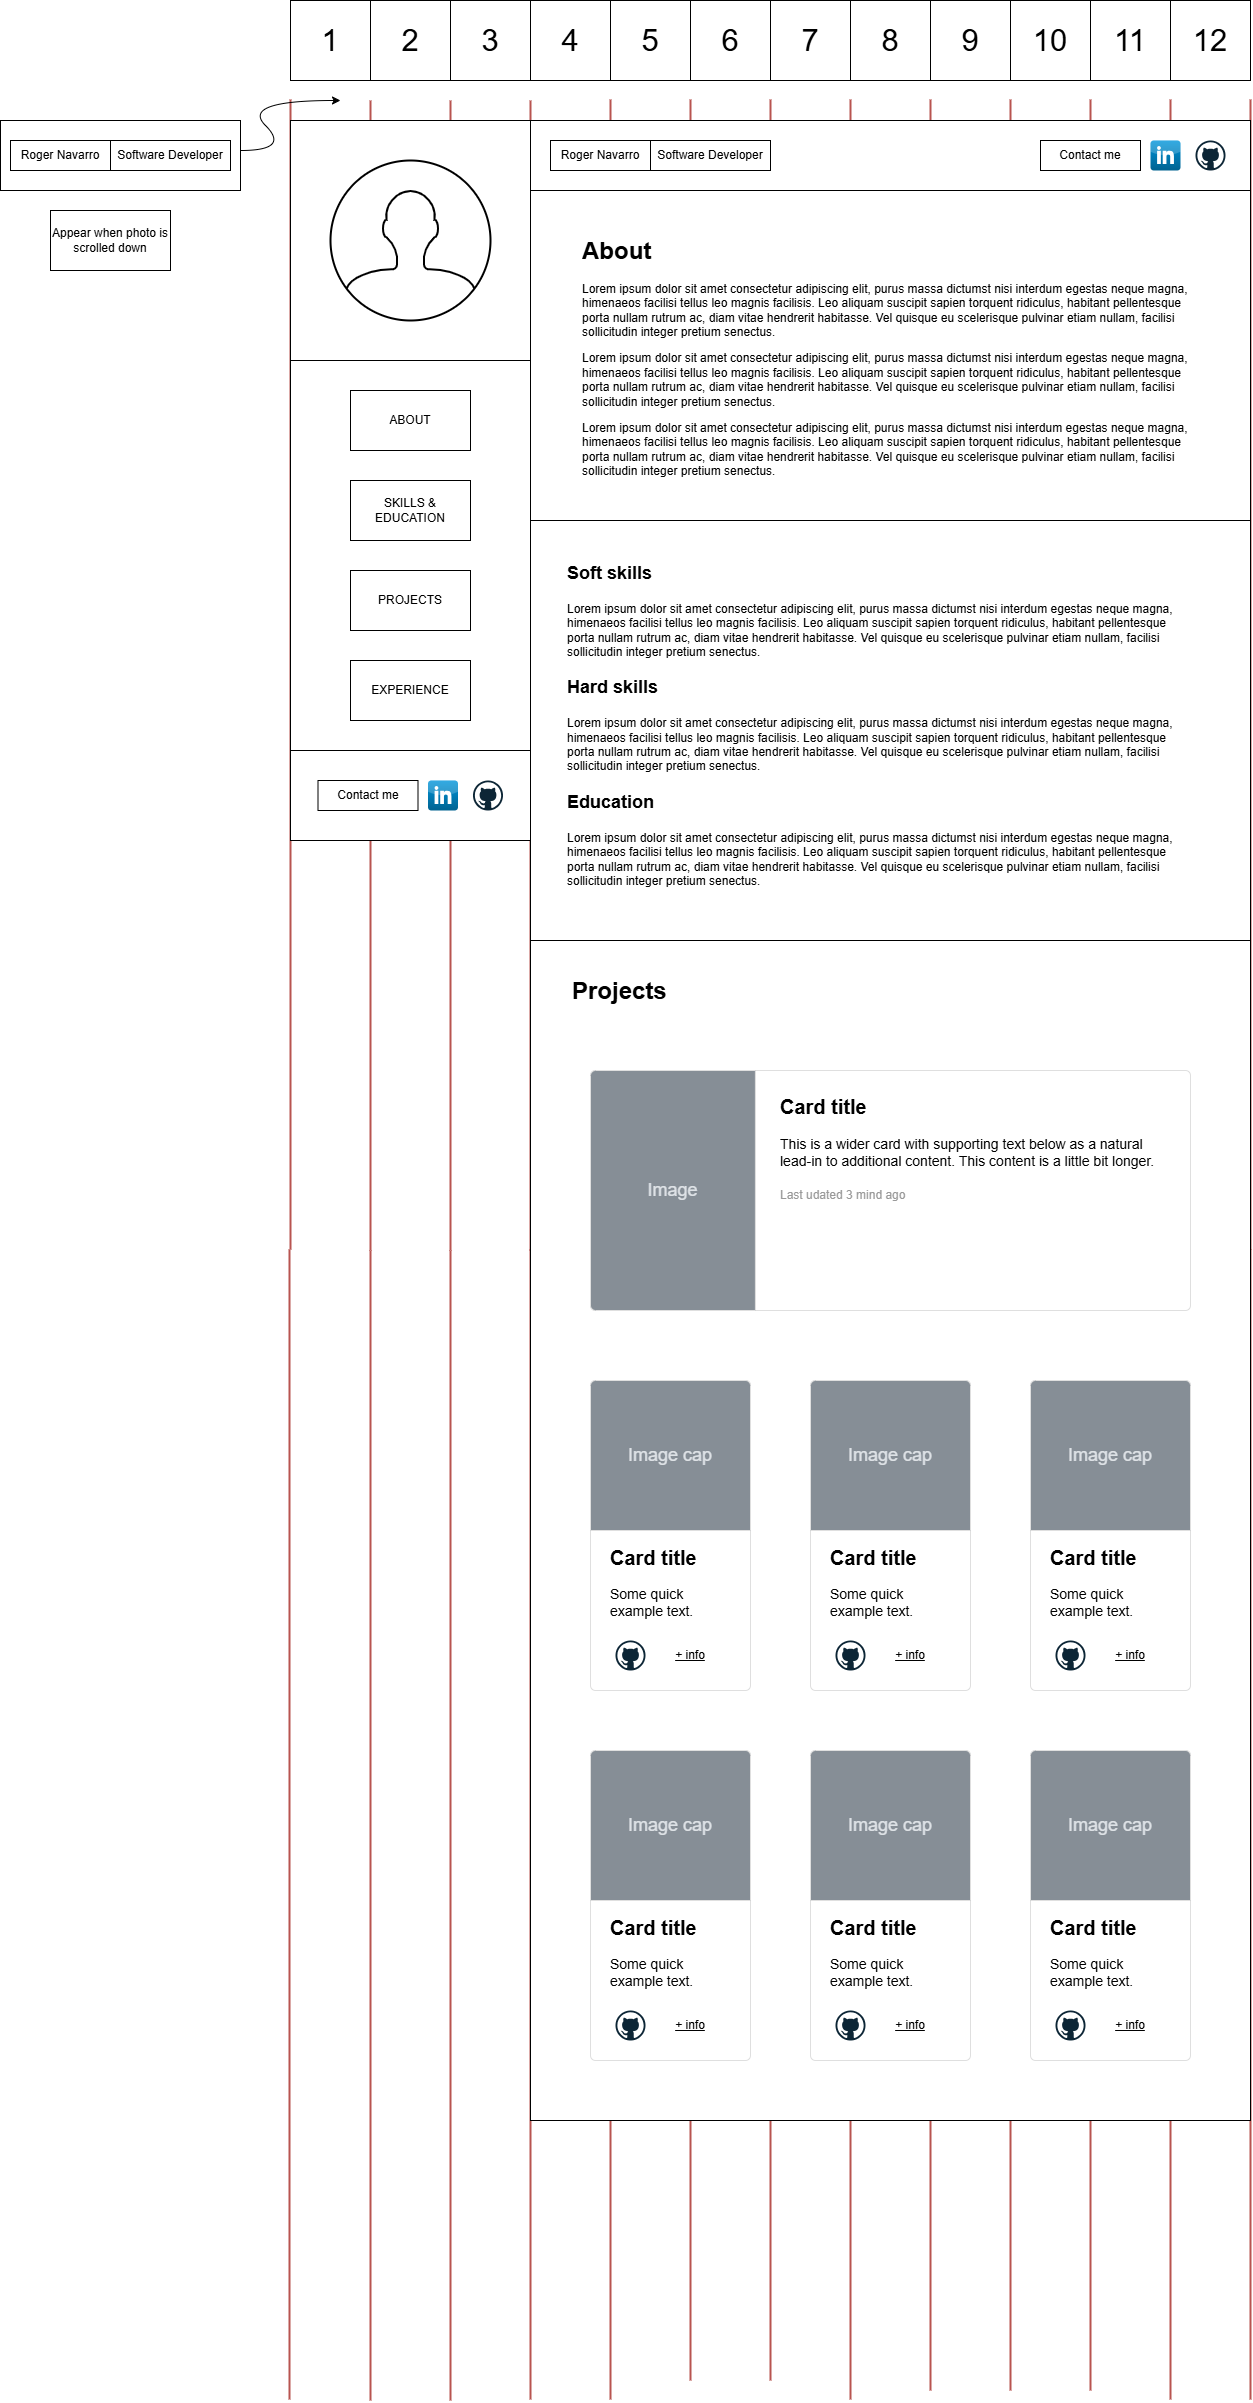 1 2 3 4 5 6 7 8 9 10 11 12
Roger Navarro Software Developer
Appear when photo is
scrolled down
ABOUT
SKILLS &
EDUCATION
PROJECTS
EXPERIENCE
Contact me in
Roger Navarro Software Developer Contact me in
About
Lorem ipsum dolor sit amet consectetur adipiscing elit, purus massa dictumst nisi interdum egestas neque magna,
himenaeos facilisi tellus leo magnis facilisis. Leo aliquam suscipit sapien torquent ridiculus, habitant pellentesque
porta nullam rutrum ac, diam vitae hendrerit habitasse. Vel quisque eu scelerisque pulvinar etiam nullam, facilisi
sollicitudin integer pretium senectus.
Lorem ipsum dolor sit amet consectetur adipiscing elit, purus massa dictumst nisi interdum egestas neque magna,
himenaeos facilisi tellus leo magnis facilisis. Leo aliquam suscipit sapien torquent ridiculus, habitant pellentesque
porta nullam rutrum ac, diam vitae hendrerit habitasse. Vel quisque eu scelerisque pulvinar etiam nullam, facilisi
sollicitudin integer pretium senectus.
Lorem ipsum dolor sit amet consectetur adipiscing elit, purus massa dictumst nisi interdum egestas neque magna,
himenaeos facilisi tellus leo magnis facilisis. Leo aliquam suscipit sapien torquent ridiculus, habitant pellentesque
porta nullam rutrum ac, diam vitae hendrerit habitasse. Vel quisque eu scelerisque pulvinar etiam nullam, facilisi
sollicitudin integer pretium senectus.
Soft skills
Lorem ipsum dolor sit amet consectetur adipiscing elit, purus massa dictumst nisi interdum egestas neque magna,
himenaeos facilisi tellus leo magnis facilisis. Leo aliquam suscipit sapien torquent ridiculus, habitant pellentesque
porta nullam rutrum ac, diam vitae hendrerit habitasse. Vel quisque eu scelerisque pulvinar etiam nullam, facilisi
sollicitudin integer pretium senectus.
Hard skills
Lorem ipsum dolor sit amet consectetur adipiscing elit, purus massa dictumst nisi interdum egestas neque magna,
himenaeos facilisi tellus leo magnis facilisis. Leo aliquam suscipit sapien torquent ridiculus, habitant pellentesque
porta nullam rutrum ac, diam vitae hendrerit habitasse. Vel quisque eu scelerisque pulvinar etiam nullam, facilisi
sollicitudin integer pretium senectus.
Education
Lorem ipsum dolor sit amet consectetur adipiscing elit, purus massa dictumst nisi interdum egestas neque magna,
himenaeos facilisi tellus leo magnis facilisis. Leo aliquam suscipit sapien torquent ridiculus, habitant pellentesque
porta nullam rutrum ac, diam vitae hendrerit habitasse. Vel quisque eu scelerisque pulvinar etiam nullam, facilisi
sollicitudin integer pretium senectus.
Projects
Image
Card title
This is a wider card with supporting text below as a natural
lead-in to additional content. This content is a little bit longer.
Last udated 3 mind ago
Image cap Image cap Image cap
Card title Card title Card title
Some quick Some quick Some quick
example text. example text. example text.
+ info + info + info
Image cap Image cap Image cap
Card title Card title Card title
Some quick Some quick Some quick
example text. example text. example text.
+ info + info + info